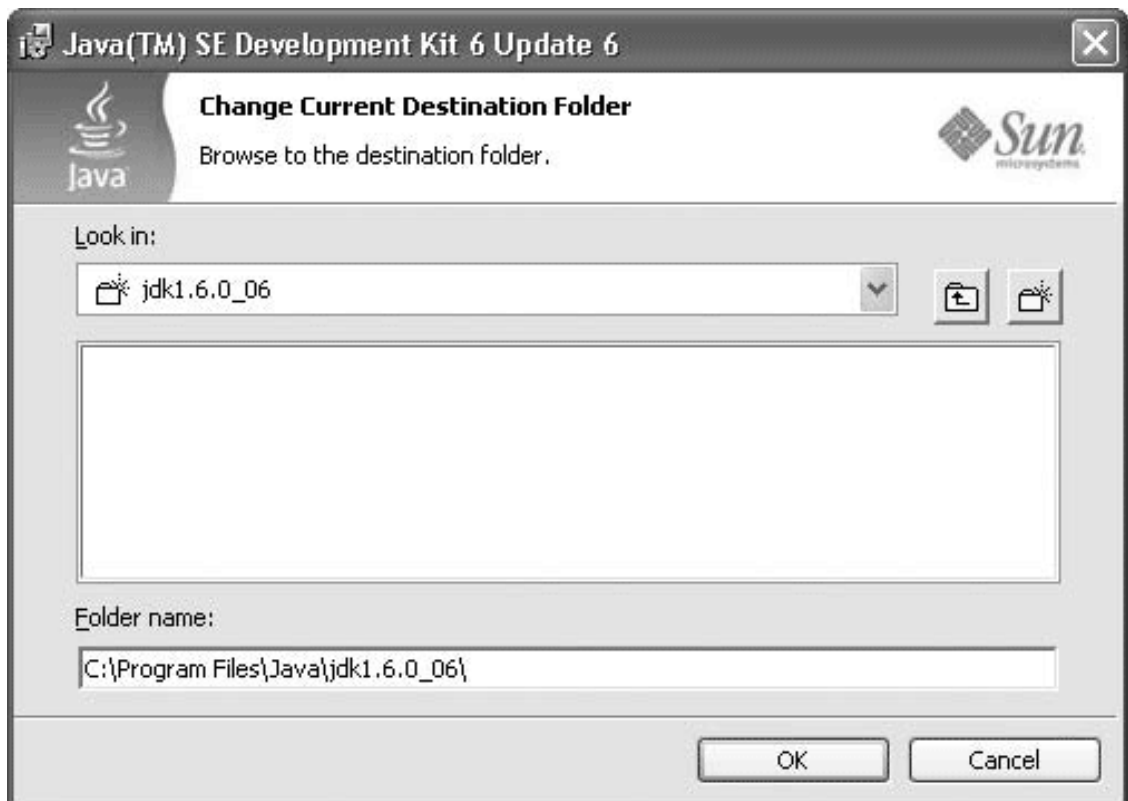 Java(TM) SE Development Kit 6 Update 6
Java
Change Current Destination Folder
Browse to the destination folder.
Sun
microsystems
Look in:
jdk1.6.0_06
Folder name:
C:\Program Files\Java\jdk1.6.0_06\
OK
Cancel